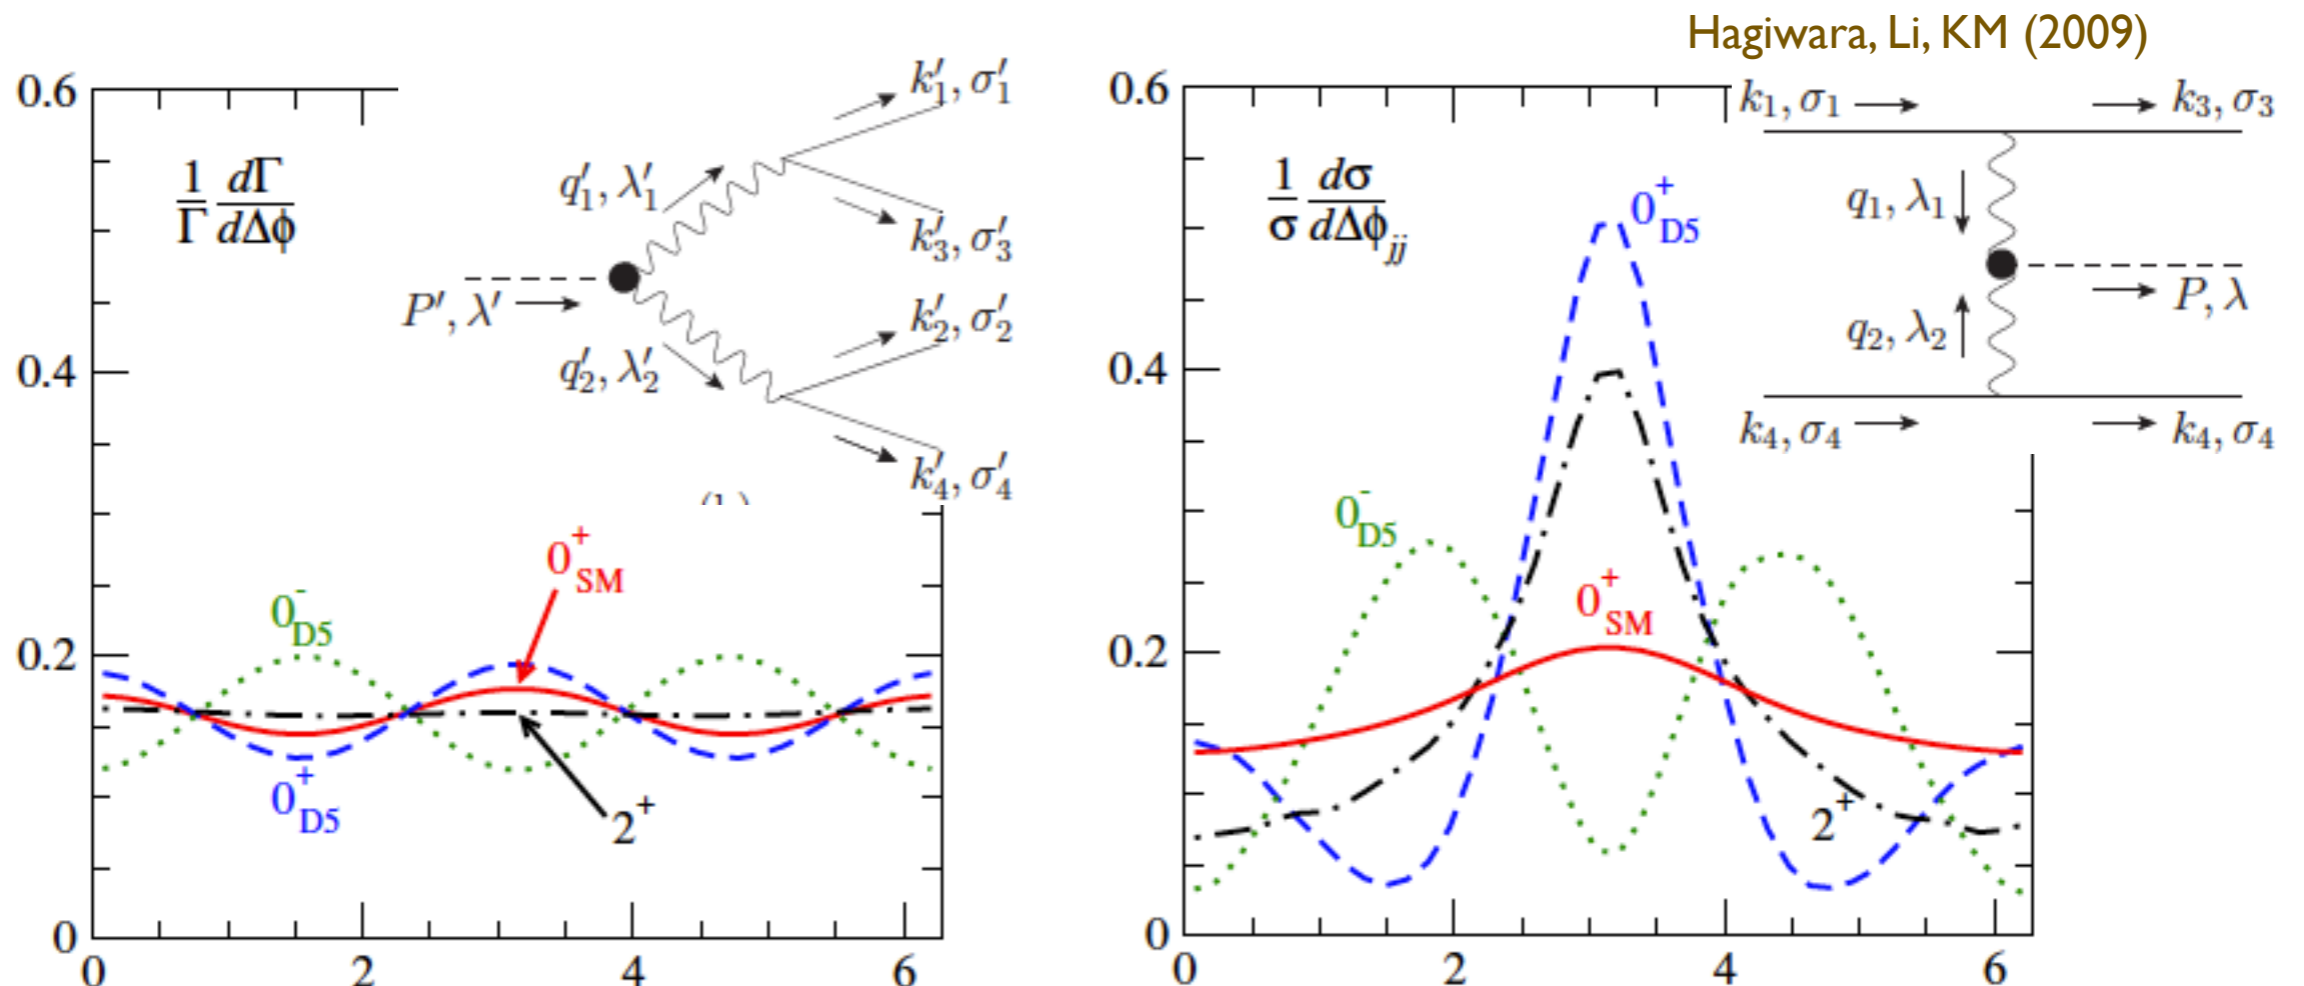 Hagiwara, Li, KM (2009)
0.6
0.4
0.2
0
0 2 4 6
1/Γ dΓ/dΔϕ
k′₁, σ′₁
q′₁, λ′₁
k′₃, σ′₃
P′, λ′
k′₂, σ′₂
q′₂, λ′₂
k′₄, σ′₄
0⁺SM
0⁻D5
0⁺D5
2⁺
0.6
0.4
0.2
0
0 2 4 6
1/σ dσ/dΔϕjj
k₁, σ₁
k₃, σ₃
q₁, λ₁
P, λ
q₂, λ₂
k₄, σ₄
k₄, σ₄
0⁺D5
0⁻D5
0⁺SM
2⁺